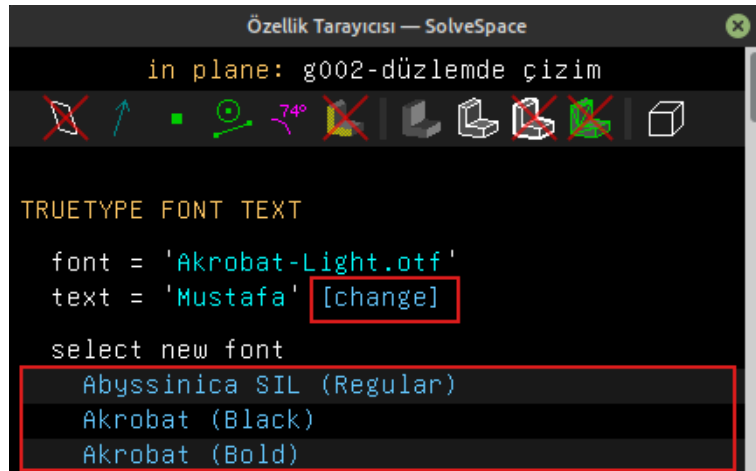 Özellik Tarayıcısı — SolveSpace
in plane: g002-düzlemde çizim
74°
TRUETYPE FONT TEXT
font = 'Akrobat-Light.otf'
text = 'Mustafa' [change]
select new font
Abyssinica SIL (Regular)
Akrobat (Black)
Akrobat (Bold)